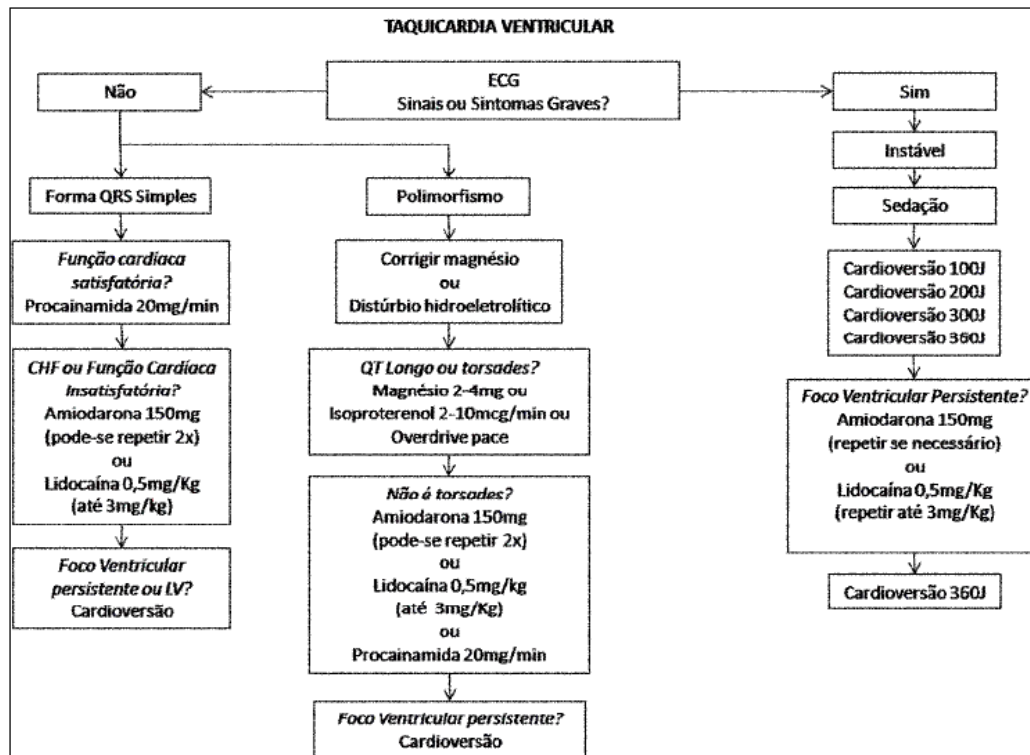 TAQUICARDIA VENTRICULAR
ECG
Sinais ou Sintomas Graves?
Não
Sim
Forma QRS Simples
Função cardíaca
satisfatória?
Procainamida 20mg/min
CHF ou Função Cardíaca
Insatisfatória?
Amiodarona 150mg
(pode-se repetir 2x)
ou
Lidocaína 0,5mg/Kg
(até 3mg/kg)
Foco Ventricular
persistente ou LV?
Cardioversão
Polimorfismo
Corrigir magnésio
ou
Distúrbio hidroeletrolítico
QT Longo ou torsades?
Magnésio 2-4mg ou
Isoproterenol 2-10mcg/min ou
Overdrive pace
Não é torsades?
Amiodarona 150mg
(pode-se repetir 2x)
ou
Lidocaína 0,5mg/kg
(até 3mg/Kg)
ou
Procainamida 20mg/min
Foco Ventricular persistente?
Cardioversão
Instável
Sedação
Cardioversão 100J
Cardioversão 200J
Cardioversão 300J
Cardioversão 360J
Foco Ventricular Persistente?
Amiodarona 150mg
(repetir se necessário)
ou
Lidocaína 0,5mg/Kg
(repetir até 3mg/Kg)
Cardioversão 360J